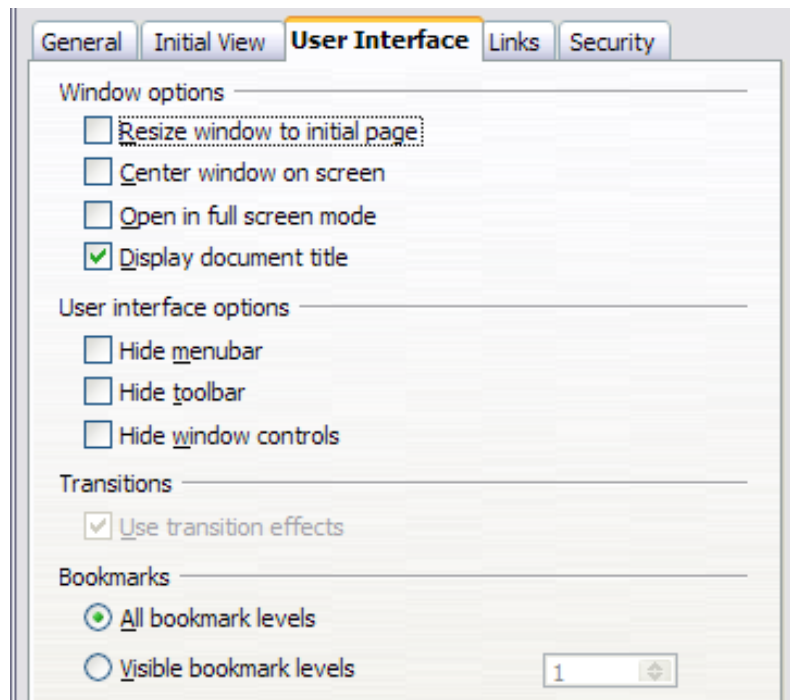 General Initial View User Interface Links Security
Window options
Resize window to initial page
Center window on screen
Open in full screen mode
Display document title
User interface options
Hide menubar
Hide toolbar
Hide window controls
Transitions
Use transition effects
Bookmarks
All bookmark levels
Visible bookmark levels 1